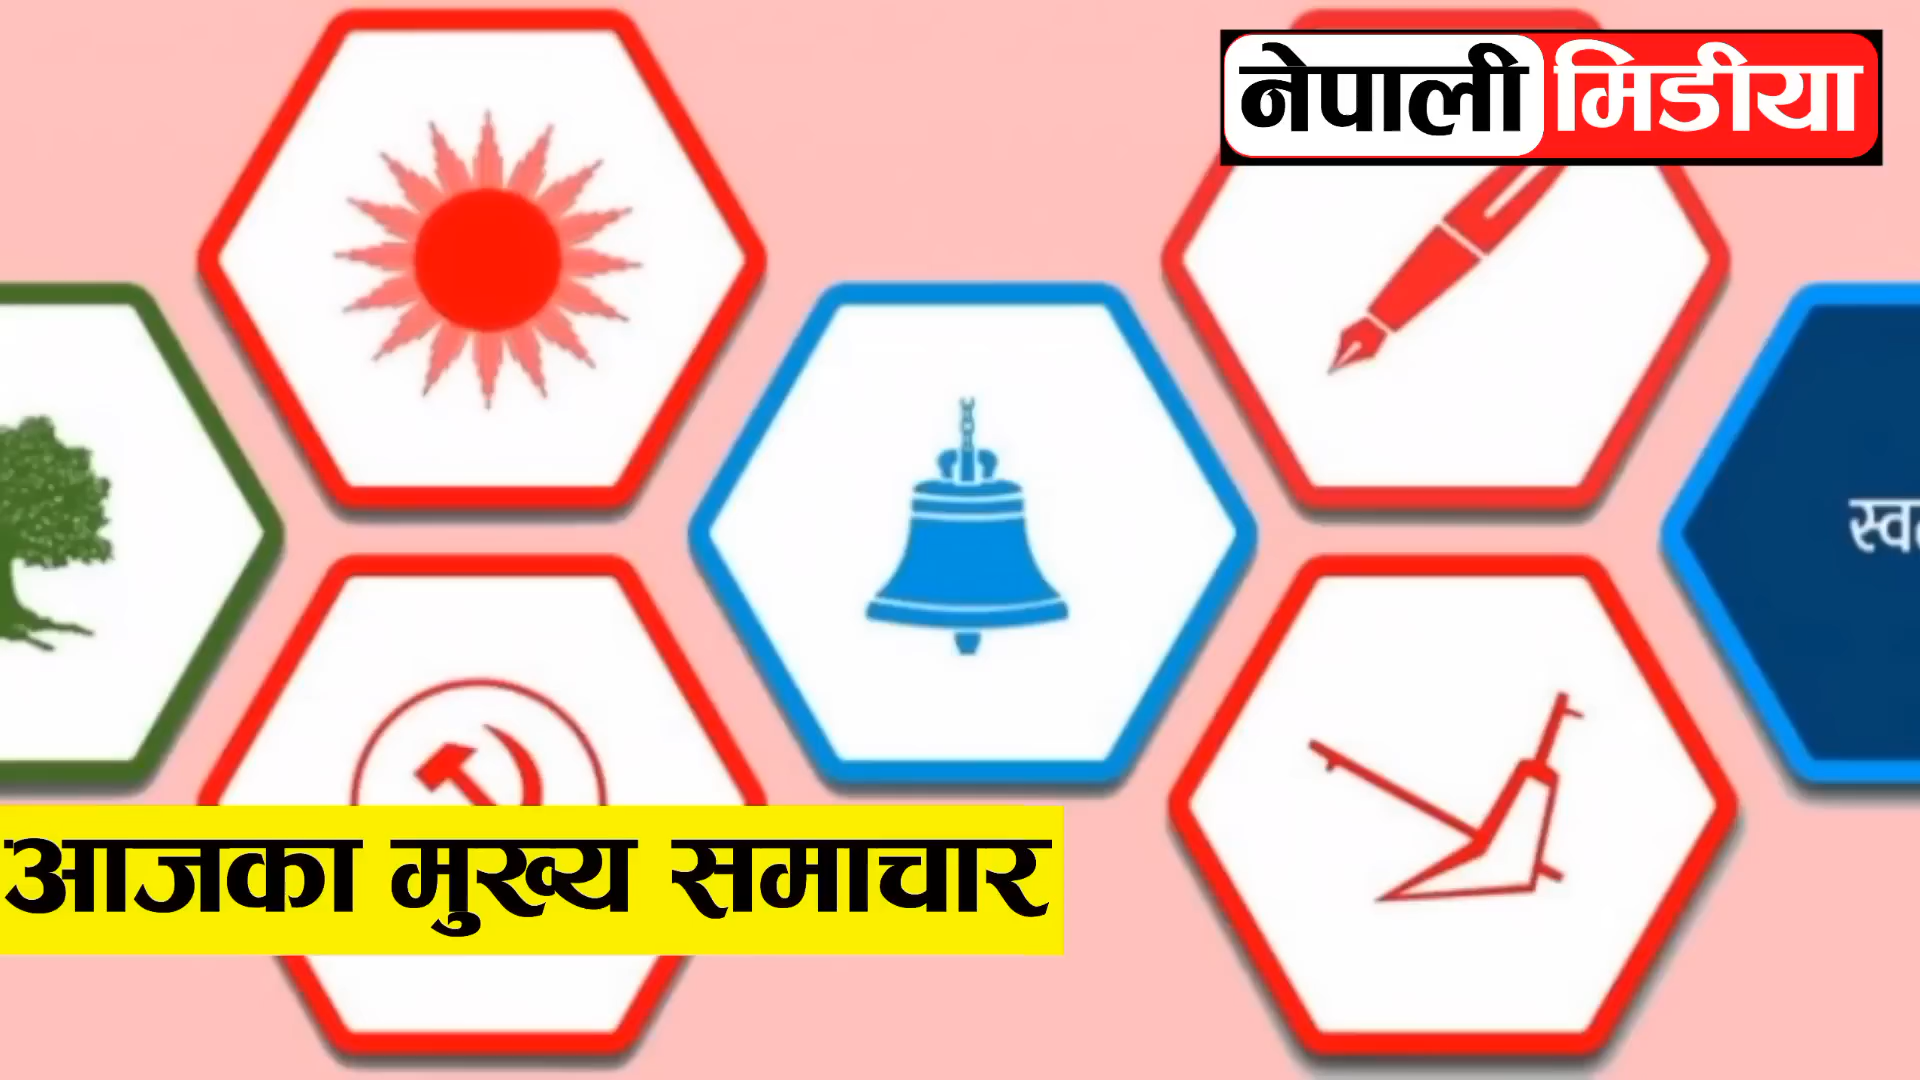 नेपाली मिडीया
आजका मुख्य समाचार